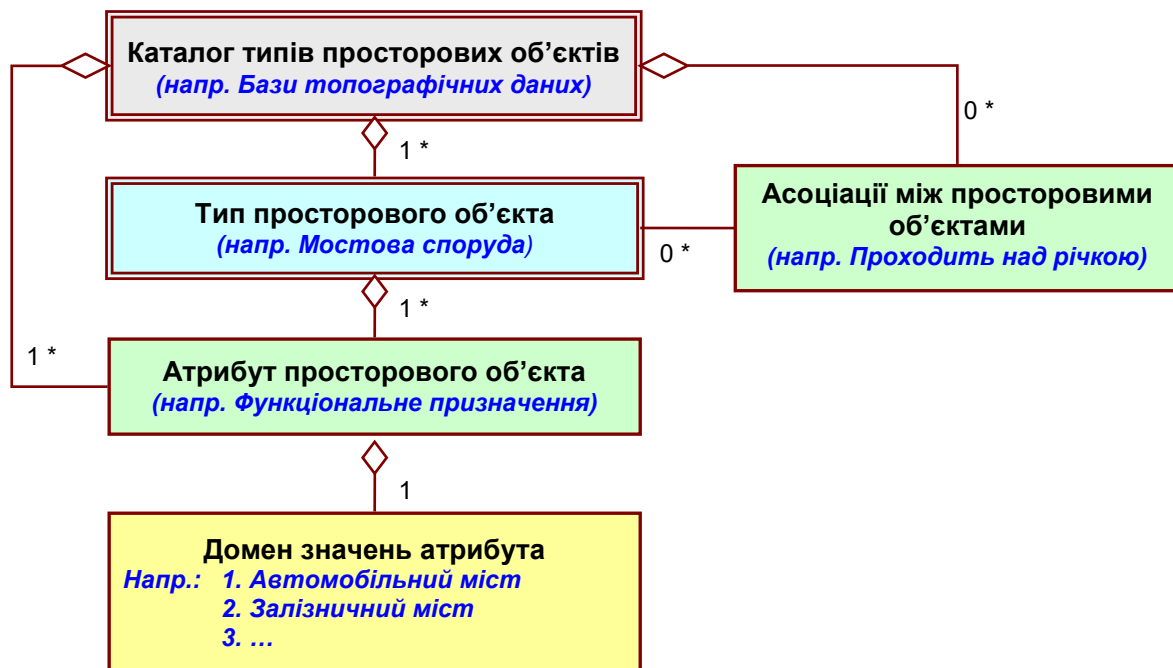 Каталог типів просторових об’єктів
(напр. Бази топографічних даних)
0 *
1 *
Тип просторового об’єкта
(напр. Мостова споруда)
0 *
Асоціації між просторовими
об’єктами
(напр. Проходить над річкою)
1 *
1 *
Атрибут просторового об’єкта
(напр. Функціональне призначення)
1
Домен значень атрибута
Напр.: 1. Автомобільний міст
2. Залізничний міст
3. …